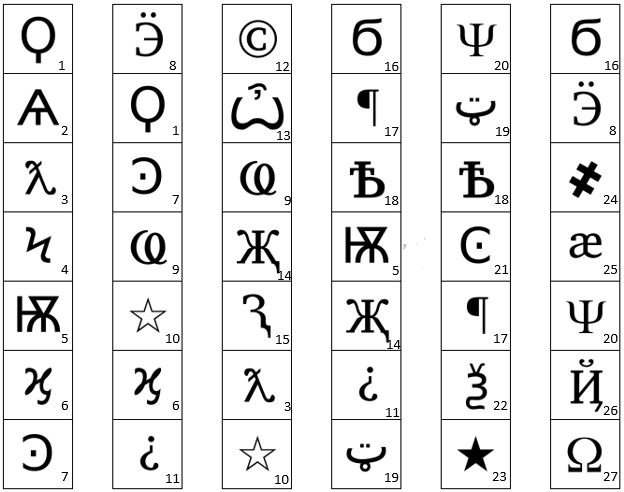 Ϙ 1 Ӭ 8 © 12 б 16 Ψ 20 б 16
Ѧ 2 Ϙ 1 Ѽ 13 ¶ 17 ټ 19 Ӭ 8
ƛ 3 Ͽ 7 Ҩ 9 Ѣ 18 Ѣ 18 ҂ 24
Ϟ 4 Ҩ 9 Җ 14 Ѭ 5 Ͼ 21 æ 25
Ѭ 5 ☆ 10 Ԇ 15 Җ 14 ¶ 17 Ψ 20
ϗ 6 ϗ 6 ƛ 3 ¿ 11 Ѯ 22 Ҋ 26
Ͽ 7 ¿ 11 ☆ 10 ټ 19 ★ 23 Ω 27